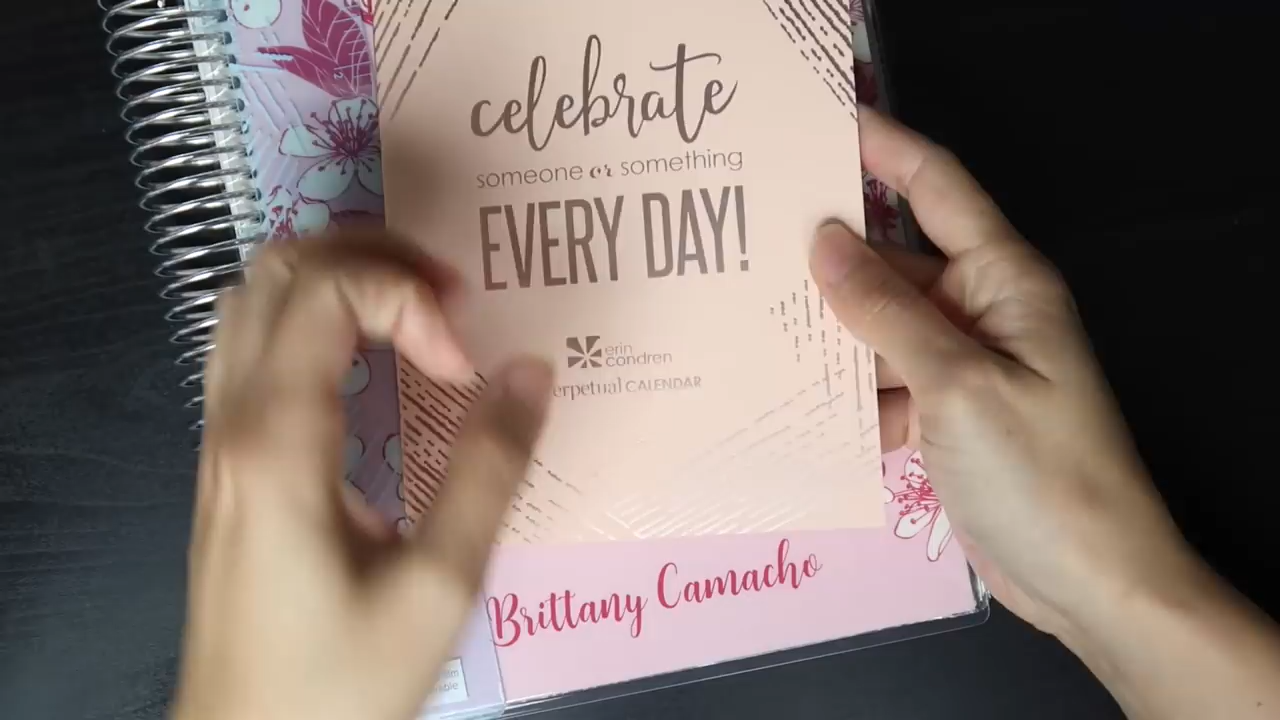 celebrate
someone or something
EVERY DAY!
erin
condren
erpetual CALENDAR
Brittany Camacho